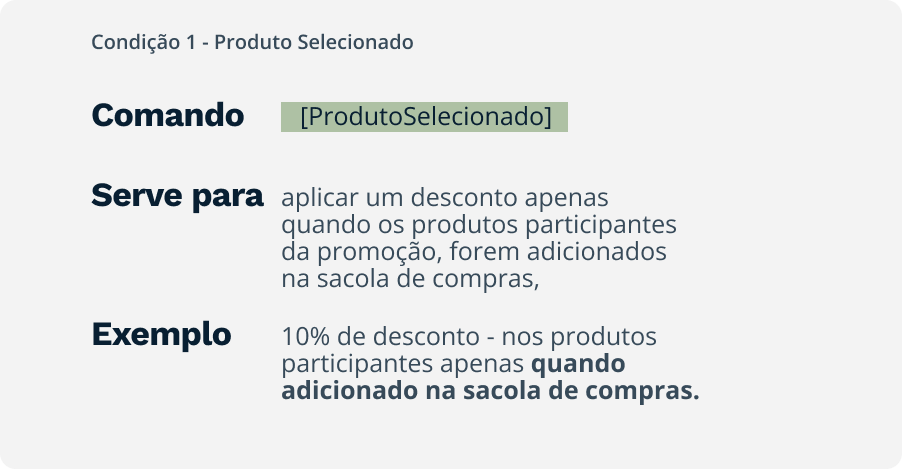 Condição 1 - Produto Selecionado
Comando [ProdutoSelecionado]
Serve para aplicar um desconto apenas
quando os produtos participantes
da promoção, forem adicionados
na sacola de compras,
Exemplo 10% de desconto - nos produtos
participantes apenas quando
adicionado na sacola de compras.